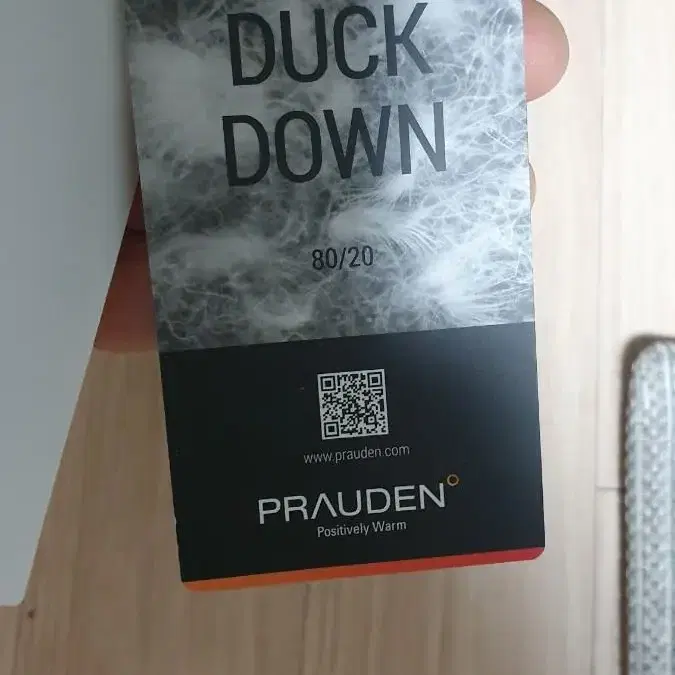 DUCK
DOWN
80/20
www.prauden.com
PRAUDEN°
Positively Warm